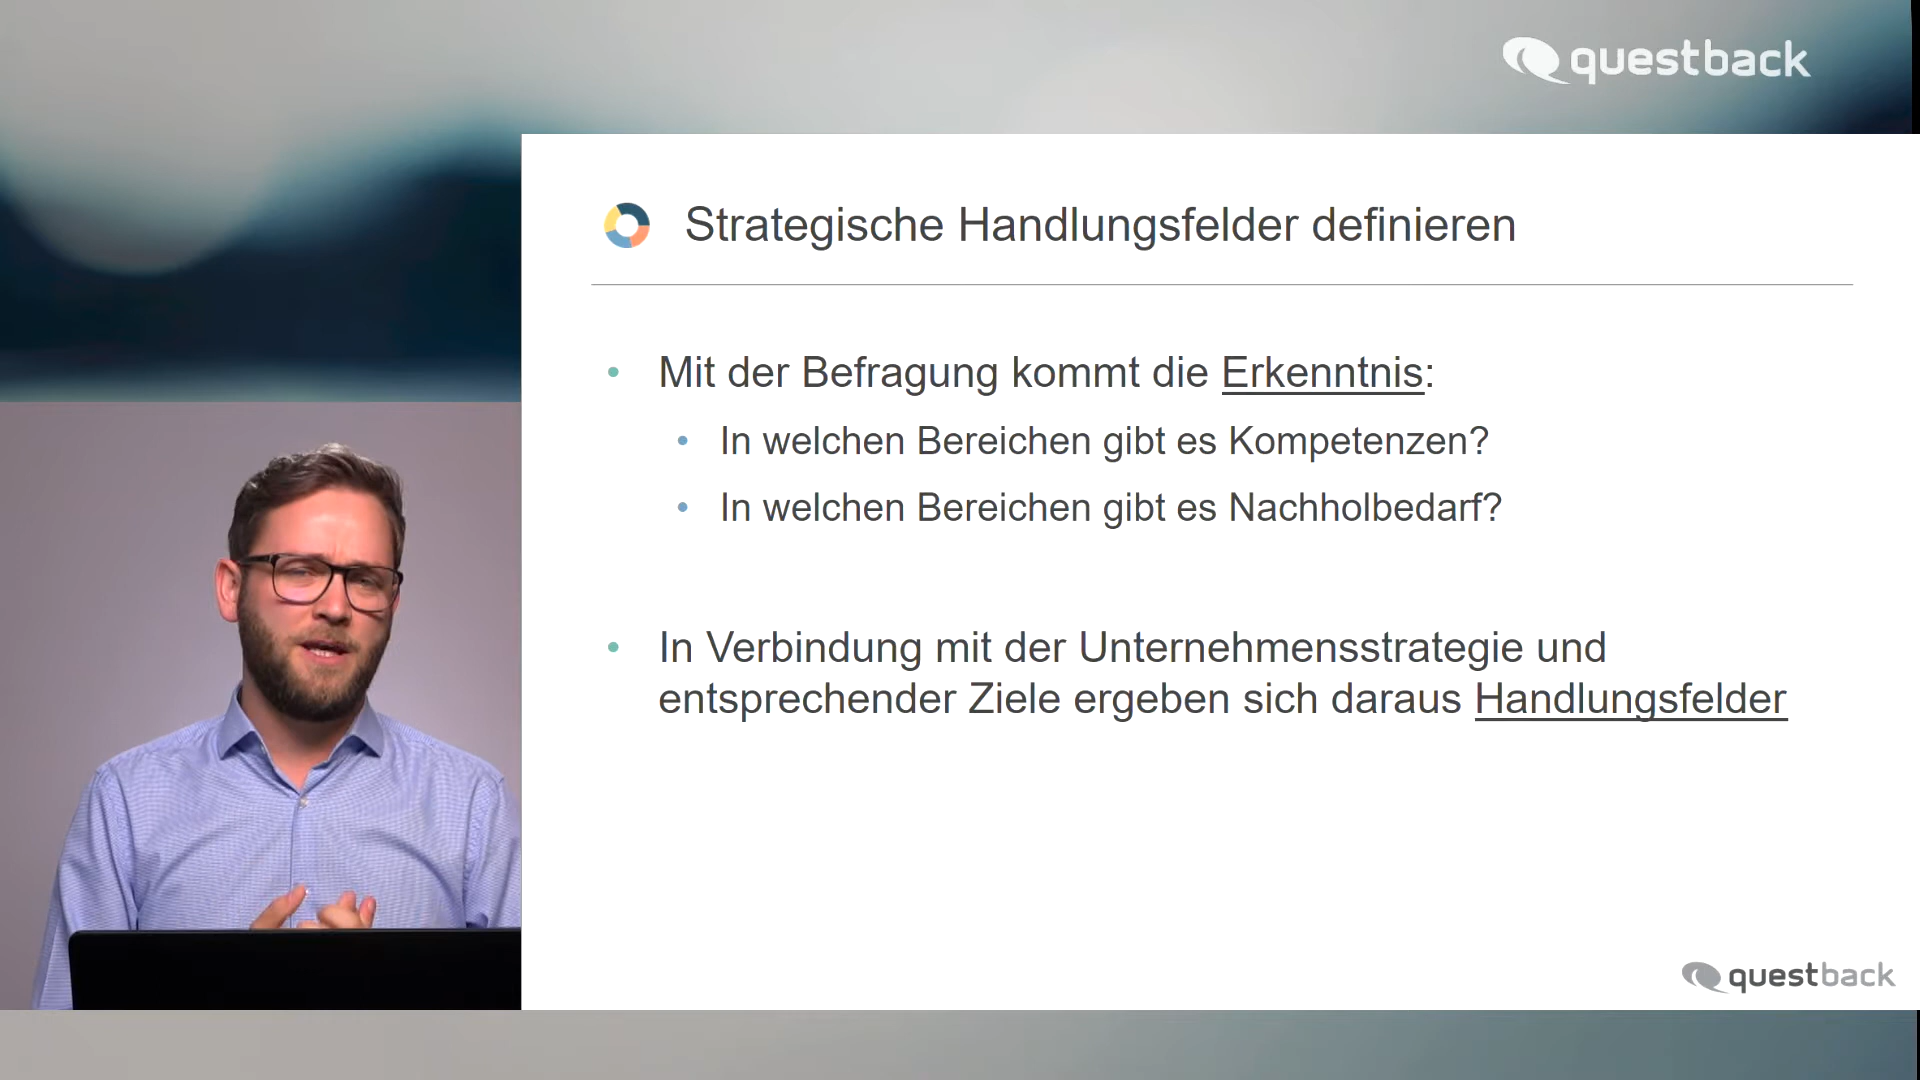 questback
Strategische Handlungsfelder definieren
• Mit der Befragung kommt die Erkenntnis:
• In welchen Bereichen gibt es Kompetenzen?
• In welchen Bereichen gibt es Nachholbedarf?
• In Verbindung mit der Unternehmensstrategie und
entsprechender Ziele ergeben sich daraus Handlungsfelder
questback